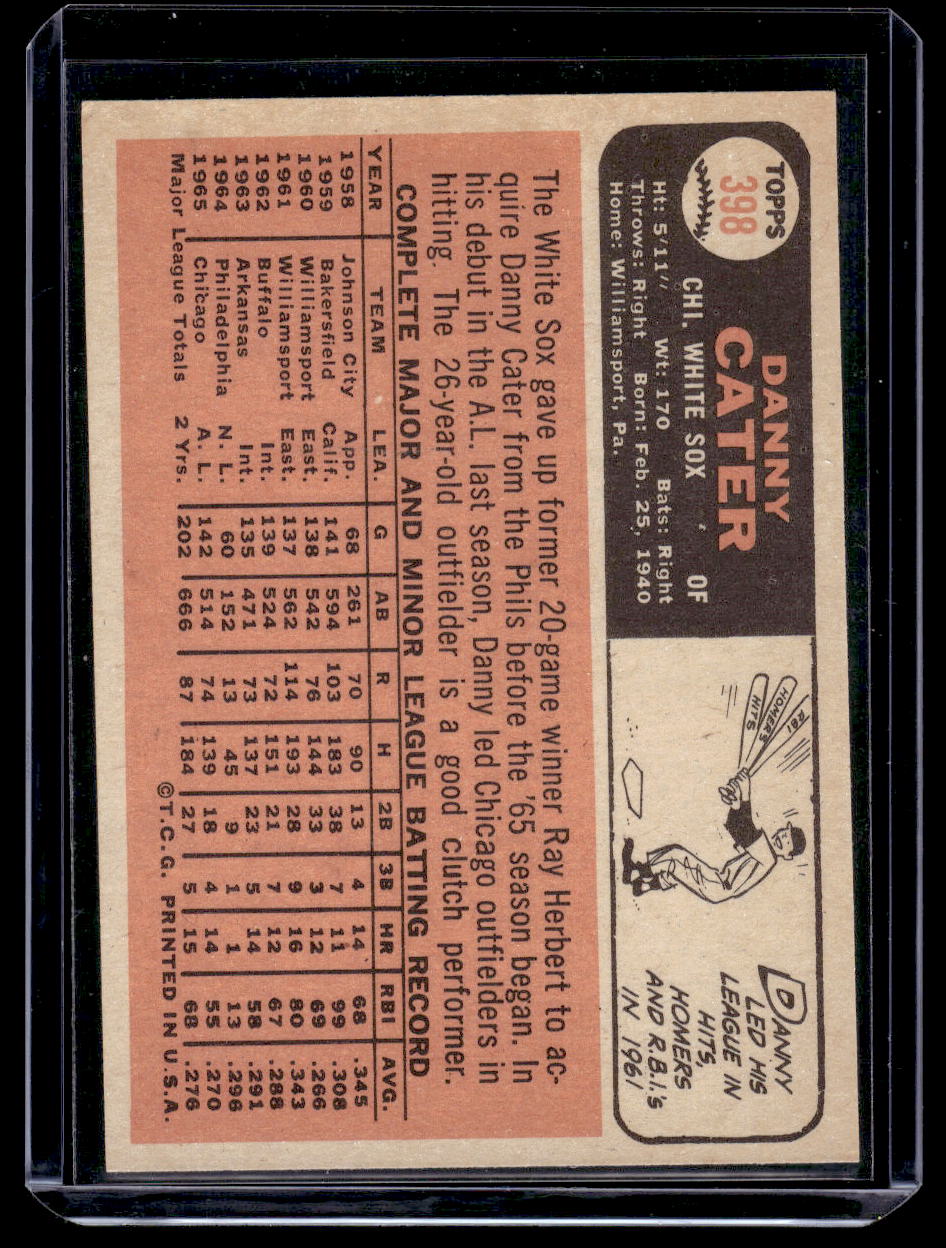 TOPPS
398
DANNY
CATER
CHI. WHITE SOX OF
Ht: 5'11" Wt: 170 Bats: Right
Throws: Right Born: Feb. 25, 1940
Home: Williamsport, Pa.
RBI
HOMERS
HITS
DANNY
LED HIS
LEAGUE IN
HITS,
HOMERS
AND R.B.I.'s
IN 1961
The White Sox gave up former 20-game winner Ray Herbert to ac-
quire Danny Cater from the Phils before the '65 season began. In
his debut in the A.L. last season, Danny led Chicago outfielders in
hitting. The 26-year-old outfielder is a good clutch performer.
COMPLETE MAJOR AND MINOR LEAGUE BATTING RECORD
YEAR TEAM LEA. G AB R H 2B 3B HR RBI AVG.
1958 Johnson City App. 68 261 70 90 13 4 14 68 .345
1959 Bakersfield Calif. 141 594 103 183 38 7 11 99 .308
1960 Williamsport East. 138 542 76 144 33 3 12 69 .266
1961 Williamsport East. 137 562 114 193 28 9 16 80 .343
1962 Buffalo Int. 139 524 72 151 21 7 12 67 .288
1963 Arkansas Int. 135 471 73 137 23 5 14 58 .291
1964 Philadelphia N. L. 60 152 13 45 9 1 1 13 .296
1965 Chicago A. L. 142 514 74 139 18 4 14 55 .270
Major League Totals 2 Yrs. 202 666 87 184 27 5 15 68 .276
©T.C.G. PRINTED IN U.S.A.